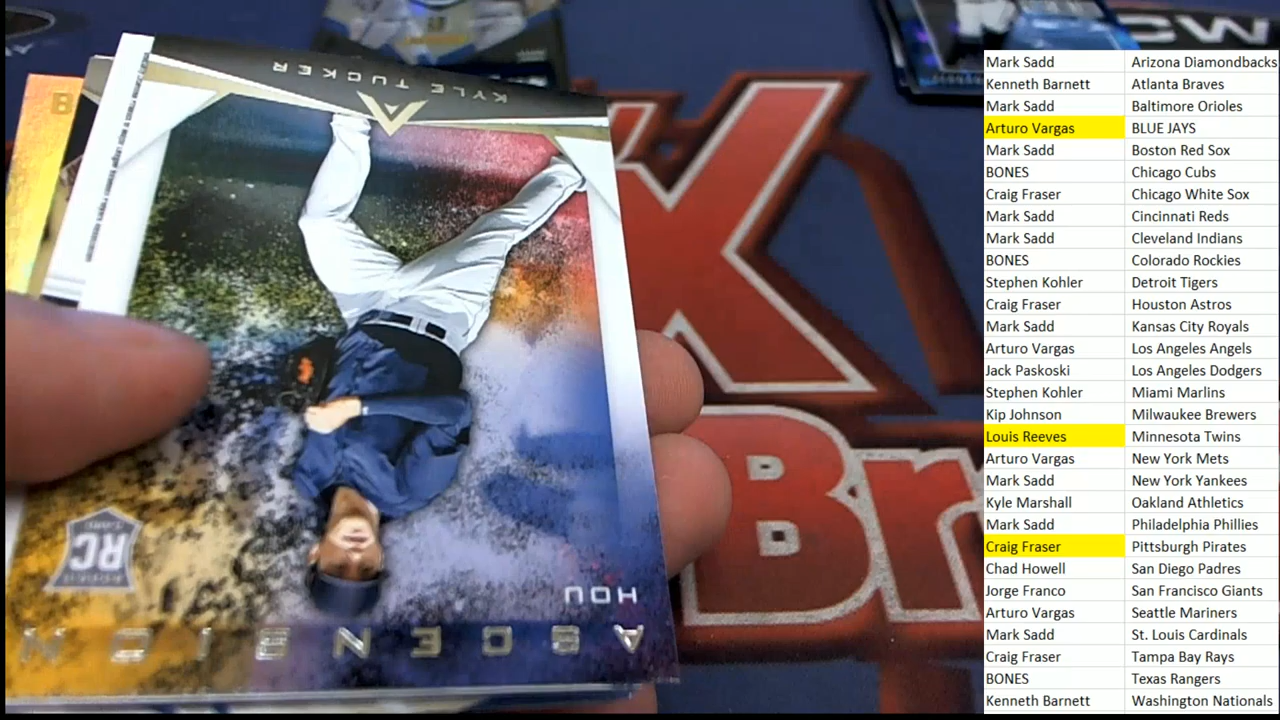 KYLE TUCKER
RC
HOU
ASCENSION
B
CW
K
Br
Mark Sadd Arizona Diamondbacks
Kenneth Barnett Atlanta Braves
Mark Sadd Baltimore Orioles
Arturo Vargas BLUE JAYS
Mark Sadd Boston Red Sox
BONES Chicago Cubs
Craig Fraser Chicago White Sox
Mark Sadd Cincinnati Reds
Mark Sadd Cleveland Indians
BONES Colorado Rockies
Stephen Kohler Detroit Tigers
Craig Fraser Houston Astros
Mark Sadd Kansas City Royals
Arturo Vargas Los Angeles Angels
Jack Paskoski Los Angeles Dodgers
Stephen Kohler Miami Marlins
Kip Johnson Milwaukee Brewers
Louis Reeves Minnesota Twins
Arturo Vargas New York Mets
Mark Sadd New York Yankees
Kyle Marshall Oakland Athletics
Mark Sadd Philadelphia Phillies
Craig Fraser Pittsburgh Pirates
Chad Howell San Diego Padres
Jorge Franco San Francisco Giants
Arturo Vargas Seattle Mariners
Mark Sadd St. Louis Cardinals
Craig Fraser Tampa Bay Rays
BONES Texas Rangers
Kenneth Barnett Washington Nationals